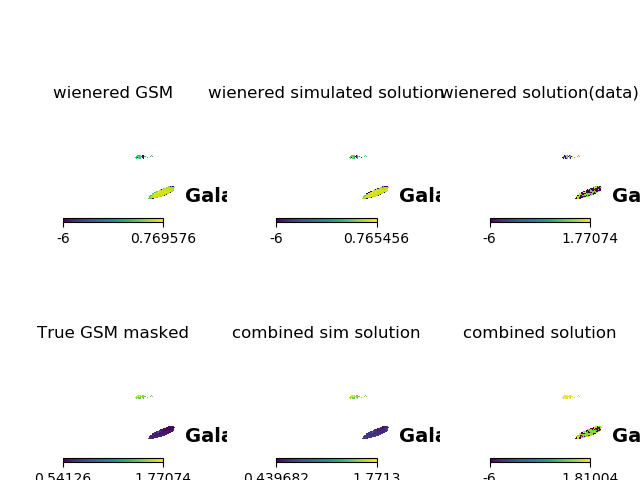 wienered GSM
wienered simulated solution
wienered solution(data)
Gala
Gala
Ga
-6 0.769576
-6 0.765456
-6 1.77074
True GSM masked
combined sim solution
combined solution
Gala
Gala
Ga
0.54126 1.77074
0.439682 1.7713
-6 1.81004